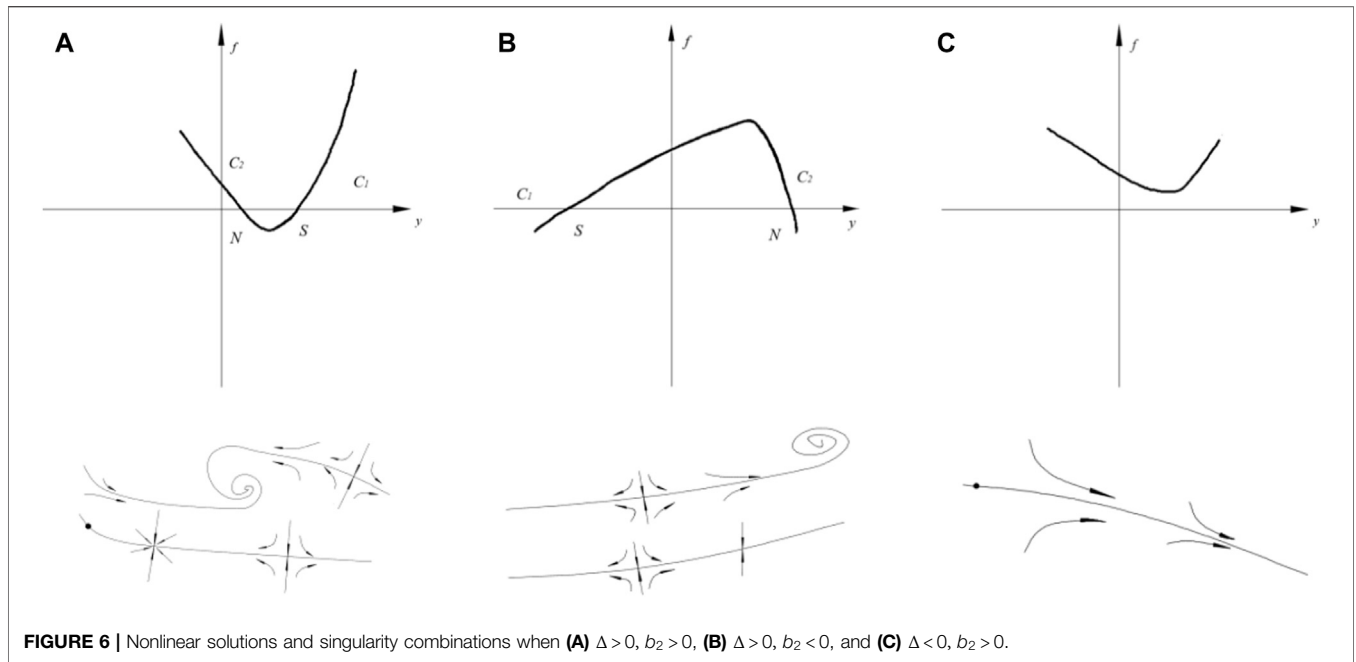 A
f
C₂
C₁
N
S
y
B
f
C₁
C₂
S
N
y
C
f
y
FIGURE 6 | Nonlinear solutions and singularity combinations when (A) Δ > 0, b₂ > 0, (B) Δ > 0, b₂ < 0, and (C) Δ < 0, b₂ > 0.